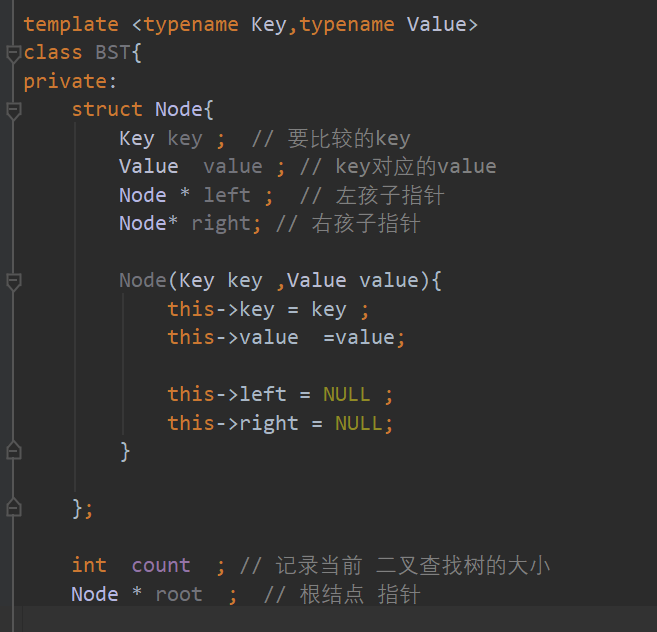 template <typename Key,typename Value>
class BST{
private:
    struct Node{
        Key key ;  // 要比较的key
        Value  value ; // key对应的value
        Node * left ;  // 左孩子指针
        Node* right; // 右孩子指针

        Node(Key key ,Value value){
            this->key = key ;
            this->value  =value;

            this->left = NULL ;
            this->right = NULL;
        }

    };

    int  count  ; // 记录当前 二叉查找树的大小
    Node * root  ;  // 根结点 指针